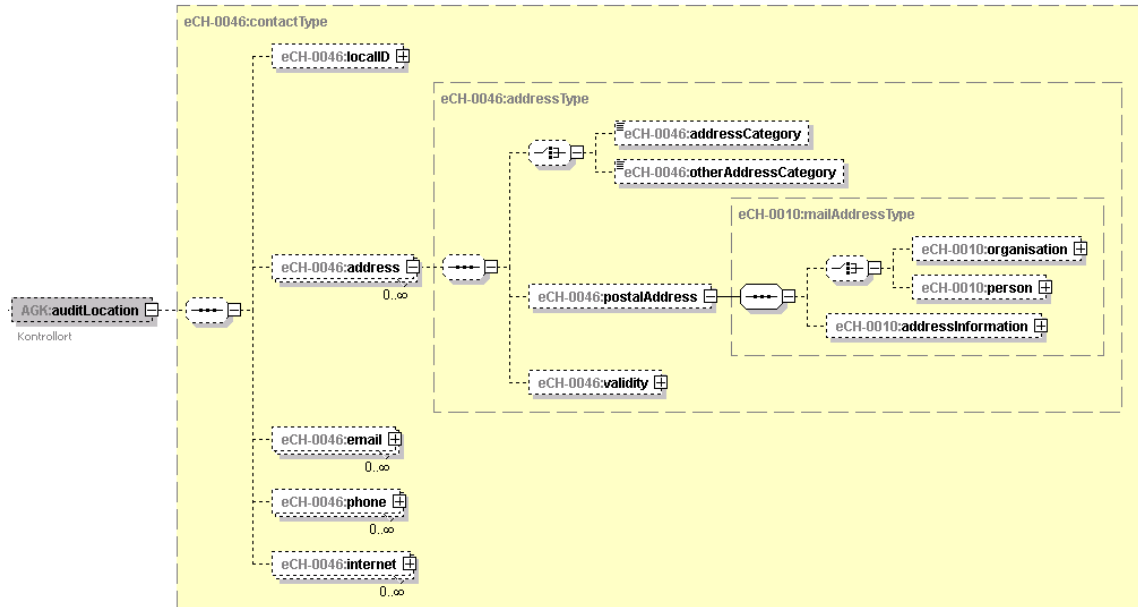 eCH-0046:contactType
eCH-0046:localID
eCH-0046:addressType
eCH-0046:addressCategory
eCH-0046:otherAddressCategory
eCH-0010:mailAddressType
eCH-0010:organisation
eCH-0046:address
0..∞
eCH-0010:person
eCH-0046:postalAddress
AGK:auditLocation
eCH-0010:addressInformation
Kontrollort
eCH-0046:validity
eCH-0046:email
0..∞
eCH-0046:phone
0..∞
eCH-0046:internet
0..∞